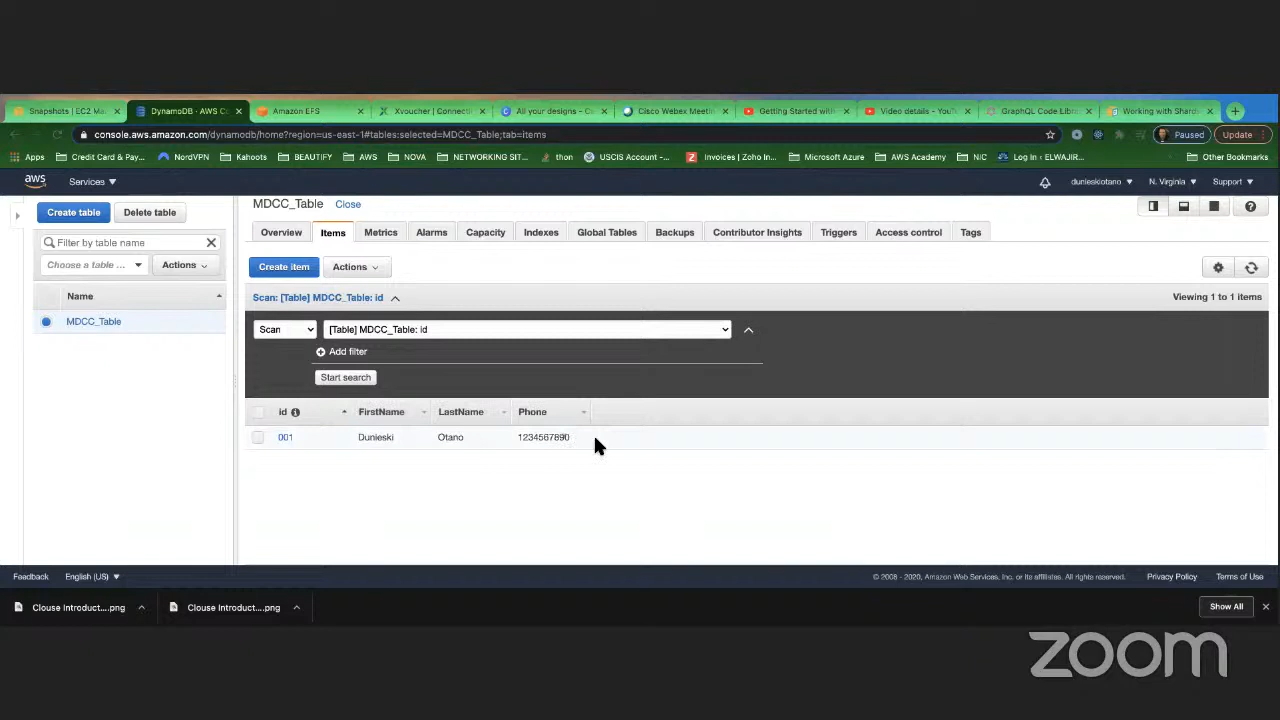 Snapshots | EC2 Ma
DynamoDB · AWS C
Amazon EFS
Xvoucher | Connecti
All your designs - C
Cisco Webex Meetin
Getting Started with
Video details - YouT
GraphQL Code Libra
Working with Shard
console.aws.amazon.com/dynamodb/home?region=us-east-1#tables:selected=MDCC_Table;tab=items
Paused
Update
Apps
Credit Card & Pay...
NordVPN
Kahoots
BEAUTIFY
AWS
NOVA
NETWORKING SIT...
thon
USCIS Account -...
Invoices | Zoho In...
Microsoft Azure
AWS Academy
NIC
Log In ‹ ELWAJIR...
Other Bookmarks
aws
Services
dunieskiotano
N. Virginia
Support
Create table
Delete table
MDCC_Table
Close
Filter by table name
Choose a table ...
Actions
Overview
Items
Metrics
Alarms
Capacity
Indexes
Global Tables
Backups
Contributor Insights
Triggers
Access control
Tags
Create item
Actions
Name
MDCC_Table
Scan: [Table] MDCC_Table: id
Viewing 1 to 1 items
Scan
[Table] MDCC_Table: id
Add filter
Start search
id
FirstName
LastName
Phone
001
Dunieski
Otano
1234567890
Feedback
English (US)
© 2008 - 2020, Amazon Web Services, Inc. or its affiliates. All rights reserved.
Privacy Policy
Terms of Use
Clouse Introduct....png
Clouse Introduct....png
Show All
zoom